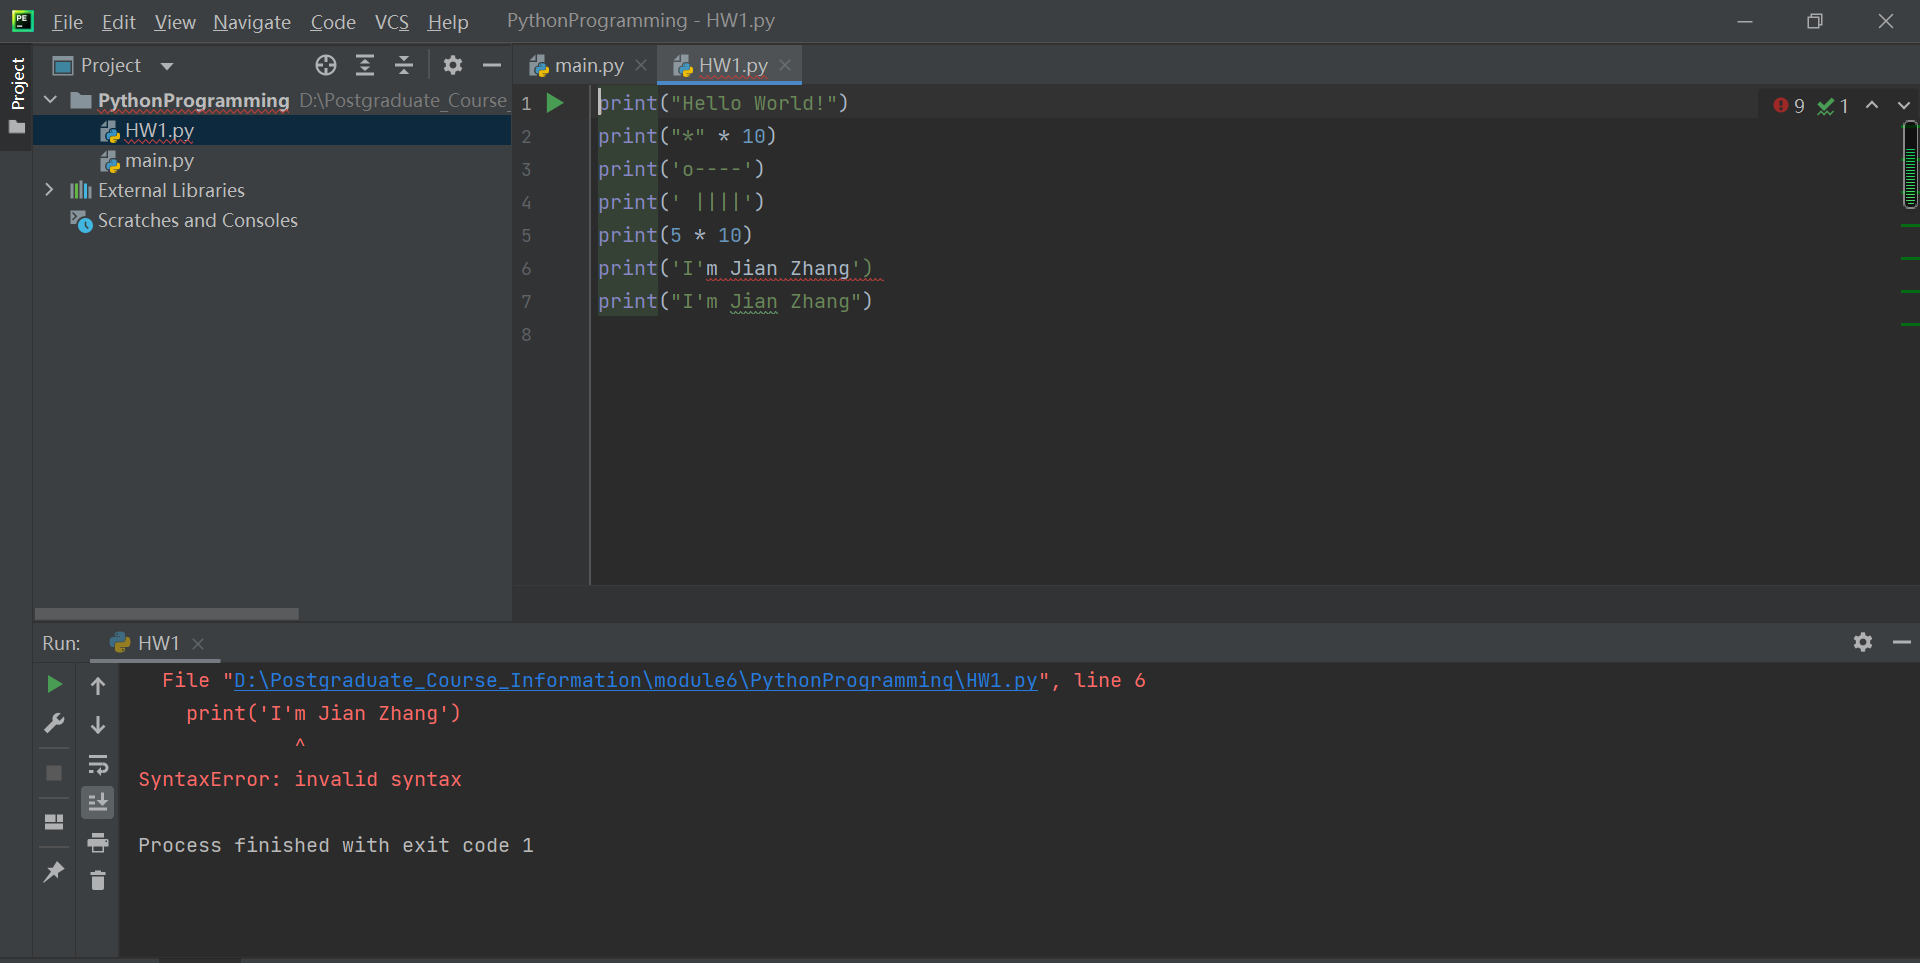 PE File Edit View Navigate Code VCS Help PythonProgramming - HW1.py
Project
Project
main.py
HW1.py
PythonProgramming D:\Postgraduate_Course_
HW1.py
main.py
External Libraries
Scratches and Consoles
1 print("Hello World!")
2 print("*" * 10)
3 print('o----')
4 print(' ||||')
5 print(5 * 10)
6 print('I'm Jian Zhang')
7 print("I'm Jian Zhang")
8
9 1
Run: HW1
File "D:\Postgraduate_Course_Information\module6\PythonProgramming\HW1.py", line 6
print('I'm Jian Zhang')
^
SyntaxError: invalid syntax
Process finished with exit code 1